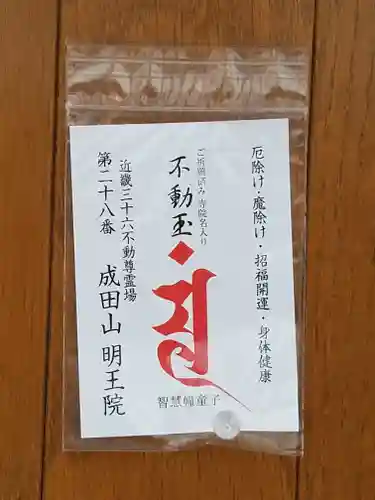 厄除け・魔除け・招福開運・身体健康
ご祈願済み 寺院名入り
不動玉
智慧幢童子
近畿三十六不動尊霊場
第二十八番 成田山 明王院